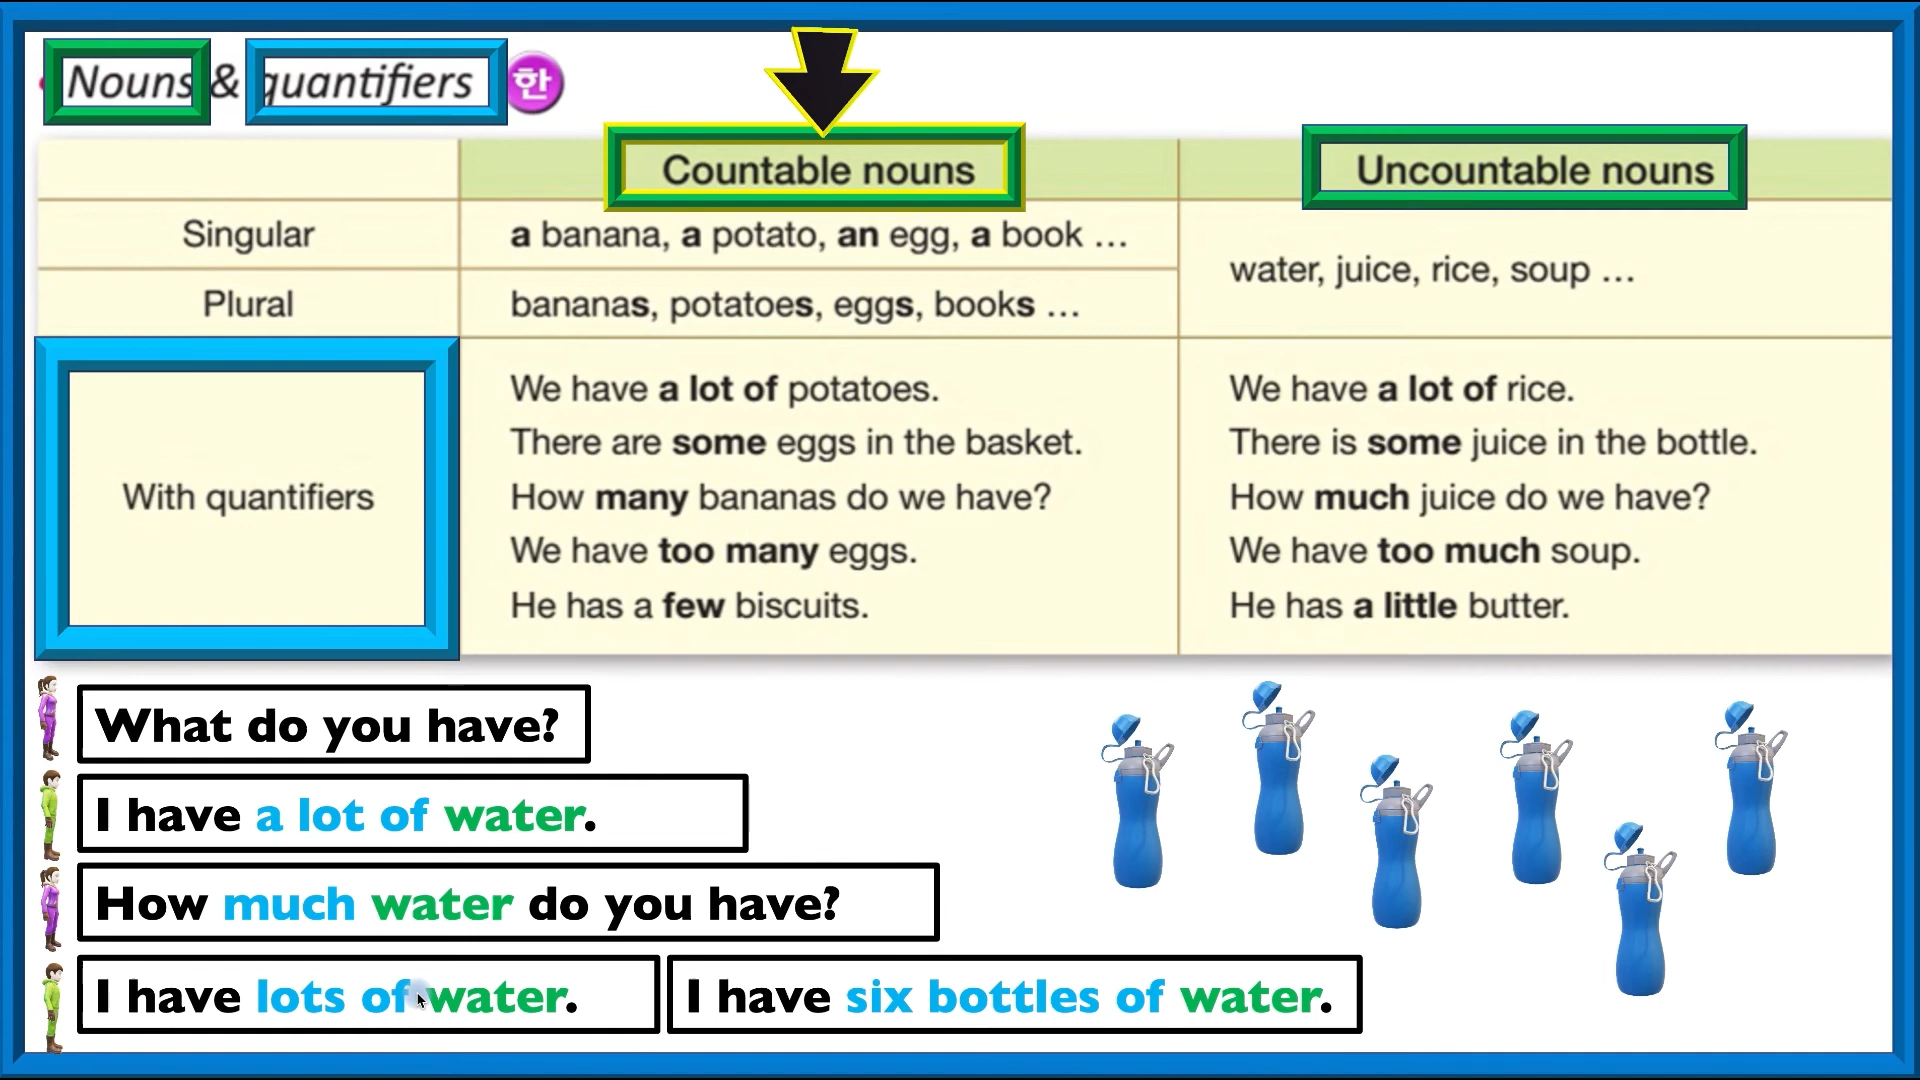 Nouns & quantifiers 한
Countable nouns
Uncountable nouns
Singular
a banana, a potato, an egg, a book ...
water, juice, rice, soup ...
Plural
bananas, potatoes, eggs, books ...
With quantifiers
We have a lot of potatoes.
There are some eggs in the basket.
How many bananas do we have?
We have too many eggs.
He has a few biscuits.
We have a lot of rice.
There is some juice in the bottle.
How much juice do we have?
We have too much soup.
He has a little butter.
What do you have?
I have a lot of water.
How much water do you have?
I have lots of water.
I have six bottles of water.